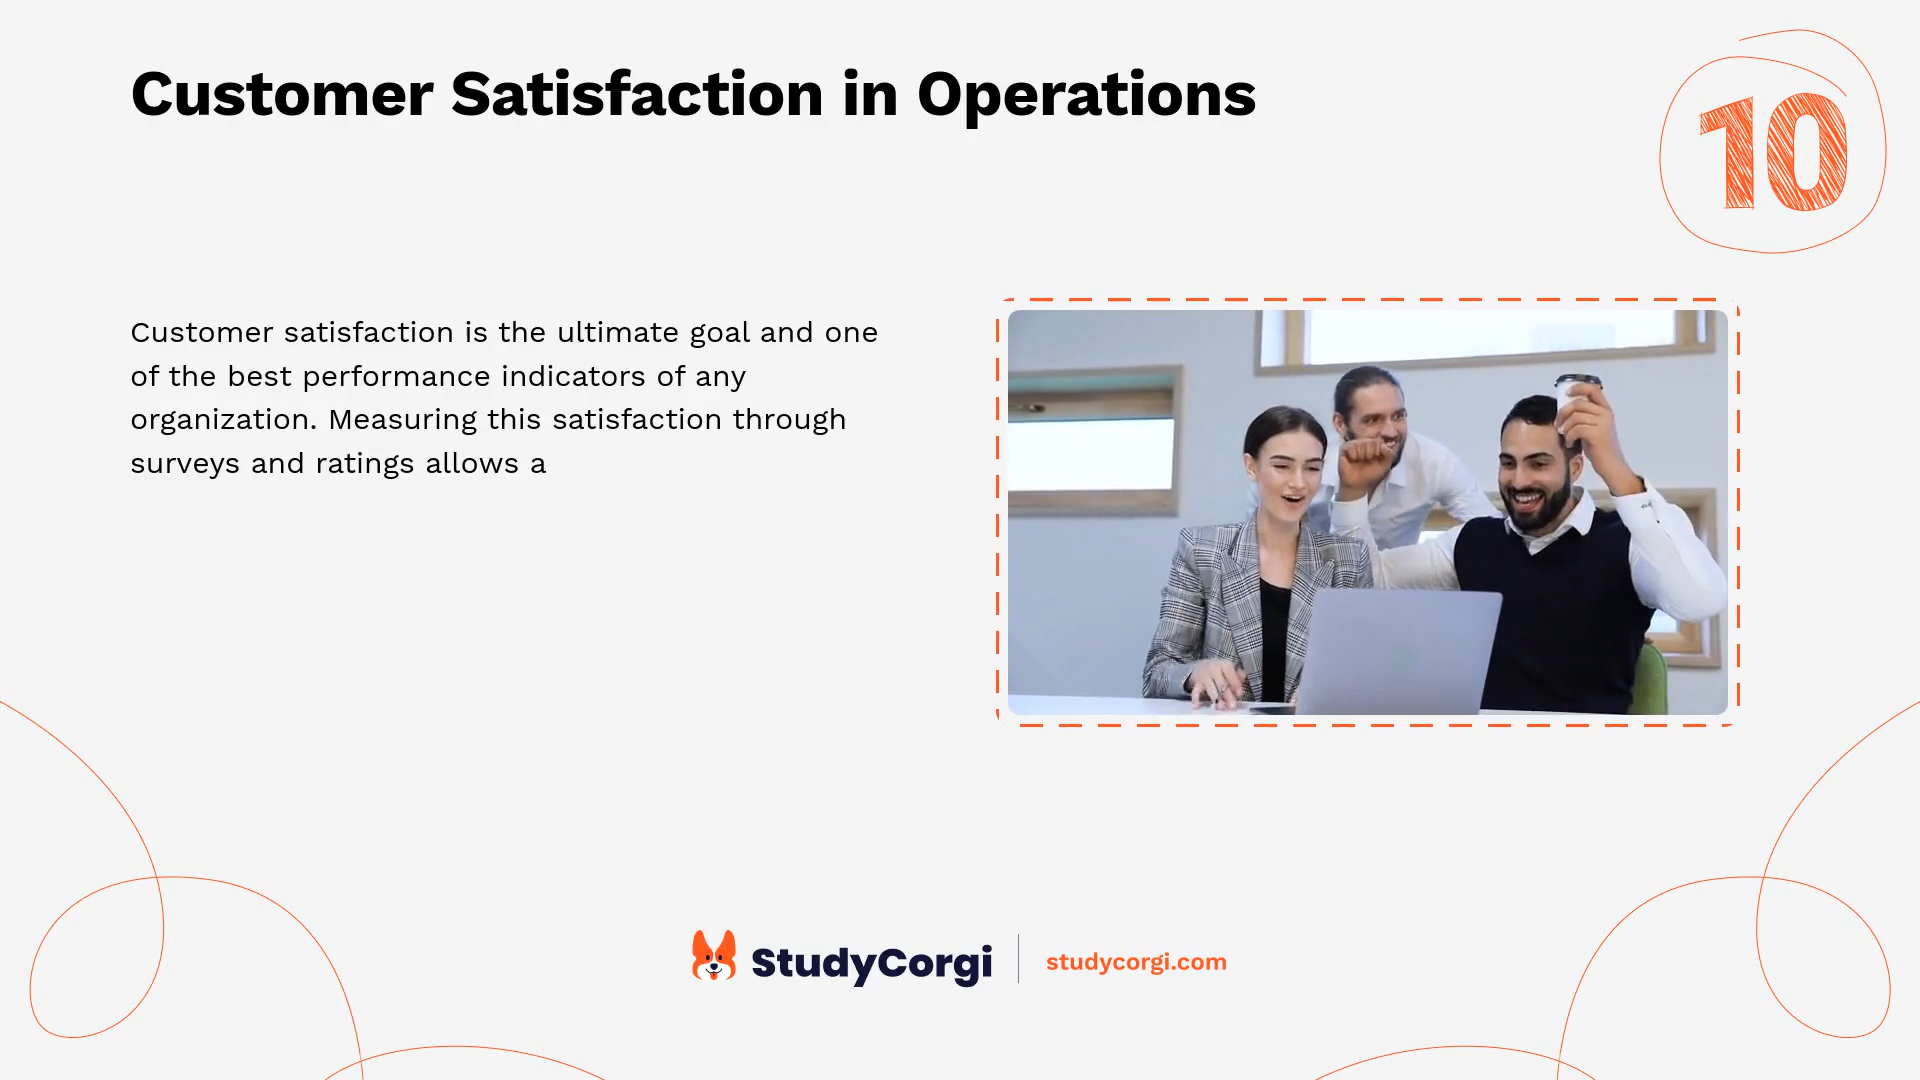 Customer Satisfaction in Operations
10
Customer satisfaction is the ultimate goal and one
of the best performance indicators of any
organization. Measuring this satisfaction through
surveys and ratings allows a
StudyCorgi
studycorgi.com